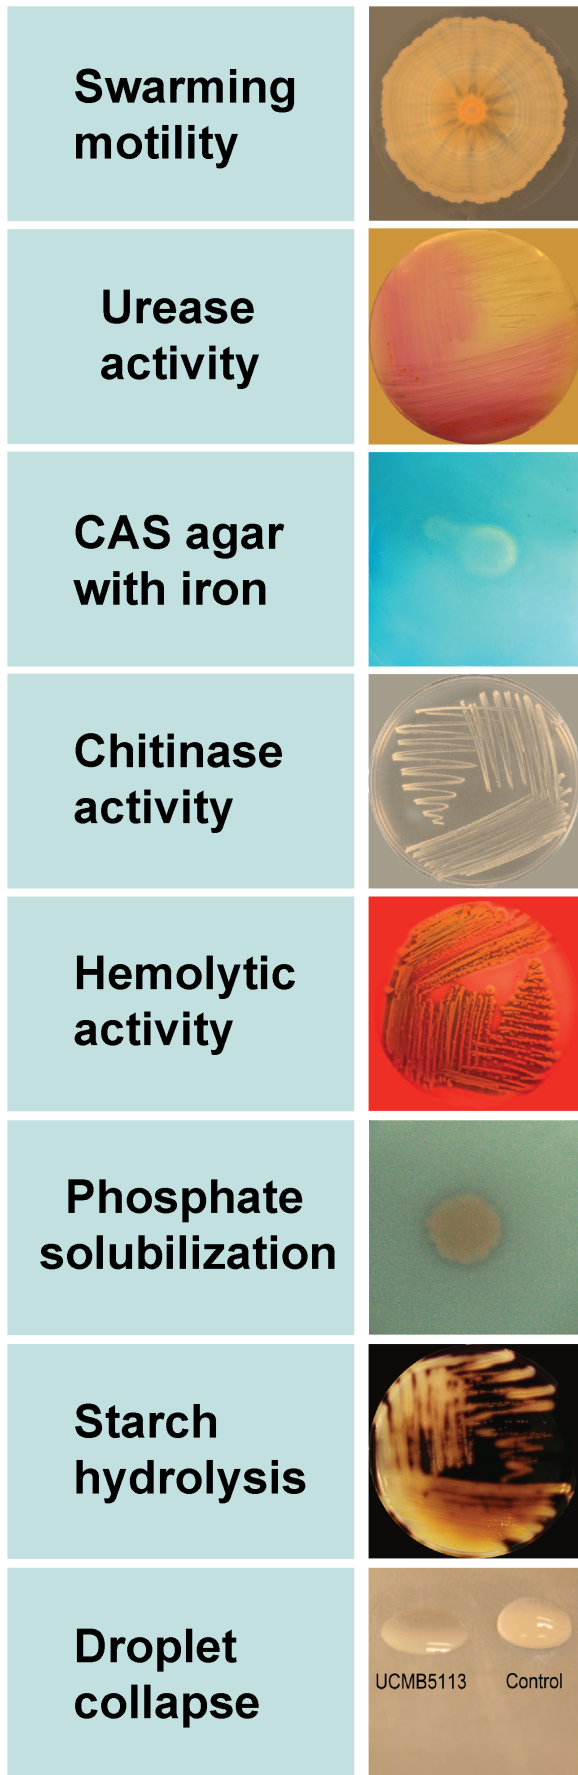 Swarming
motility
Urease
activity
CAS agar
with iron
Chitinase
activity
Hemolytic
activity
Phosphate
solubilization
Starch
hydrolysis
Droplet
collapse
UCMB5113 Control